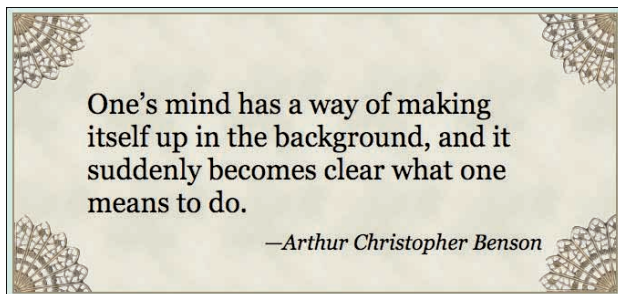 One’s mind has a way of making
itself up in the background, and it
suddenly becomes clear what one
means to do.
—Arthur Christopher Benson